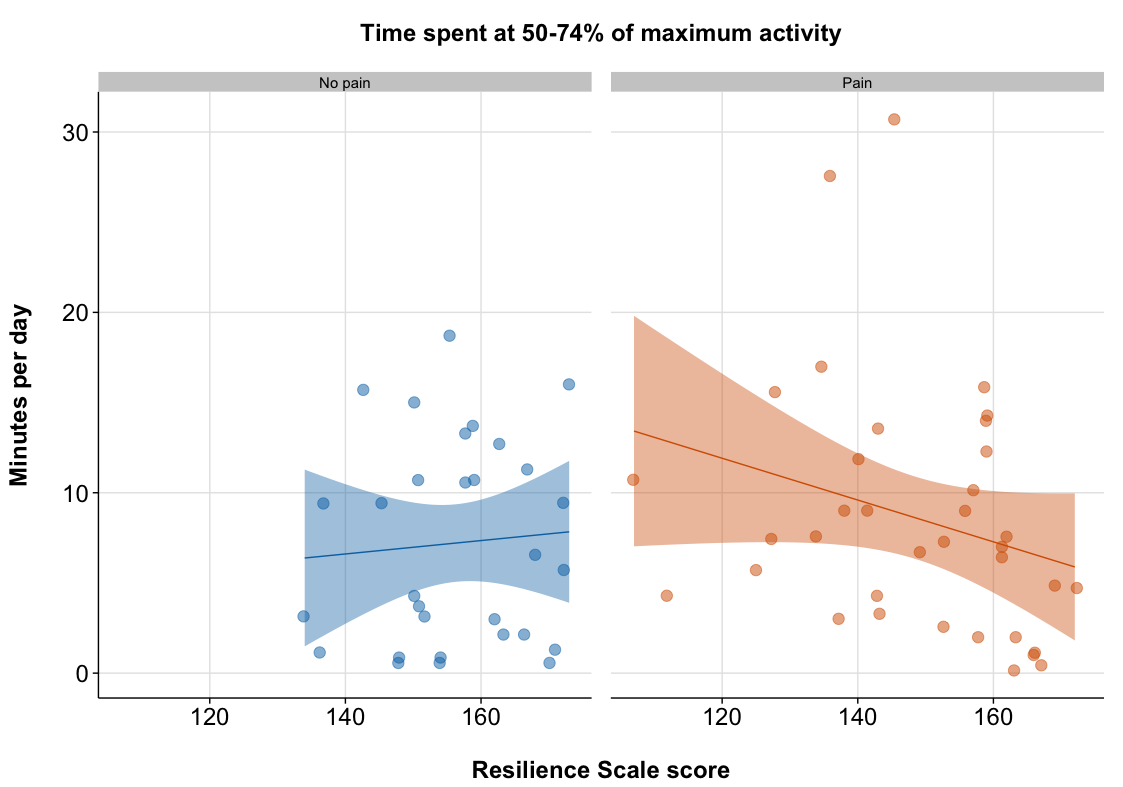 Time spent at 50-74% of maximum activity
No pain
Pain
Minutes per day
30
20
10
0
120 140 160
120 140 160
Resilience Scale score